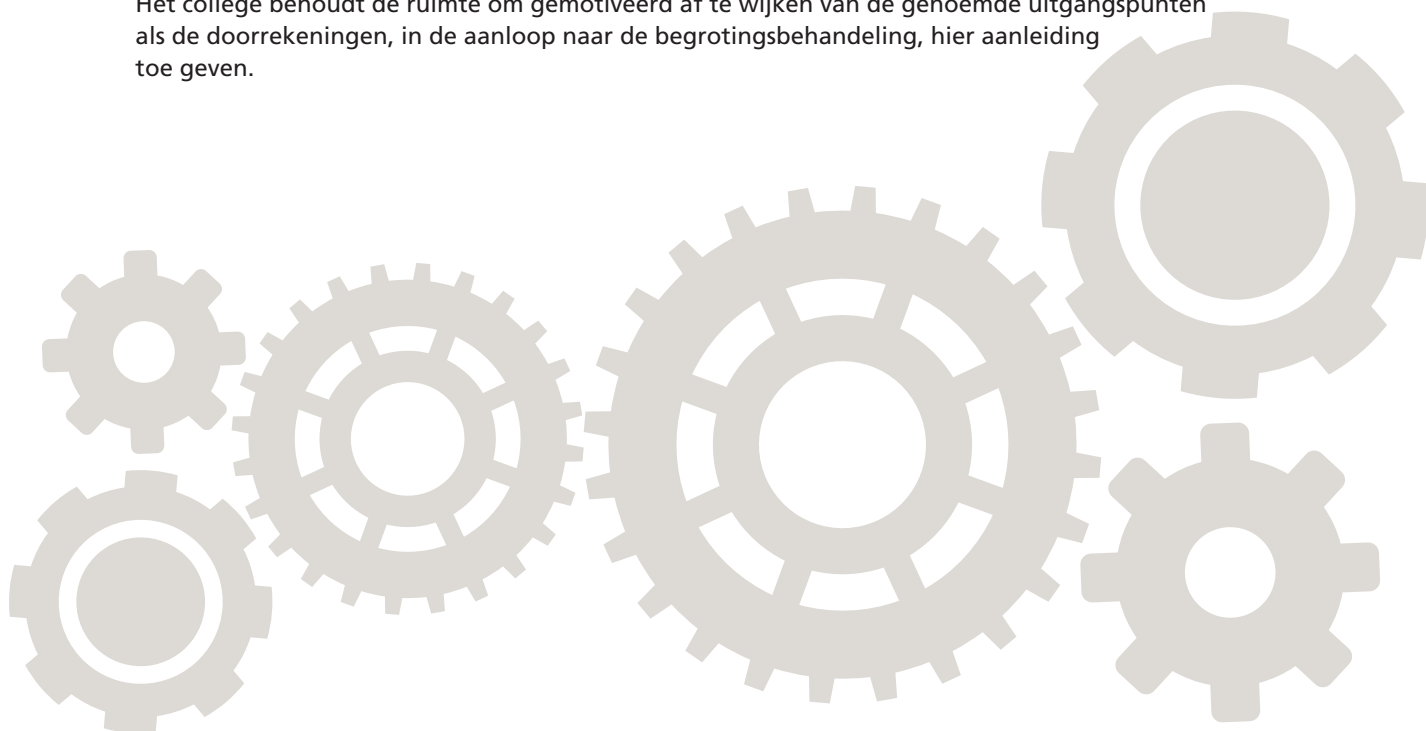 Het college behoudt de ruimte om gemotiveerd af te wijken van de genoemde uitgangspunten
als de doorrekeningen, in de aanloop naar de begrotingsbehandeling, hier aanleiding
toe geven.